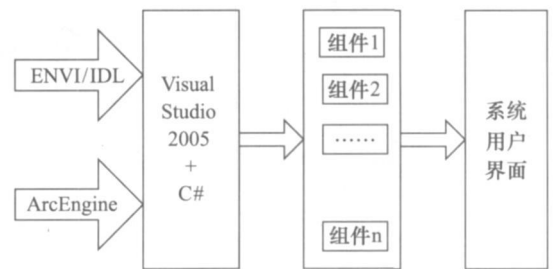 ENVI/IDL
ArcEngine
Visual
Studio
2005
+
C#
组件1
组件2
……
组件n
系统
用户
界面